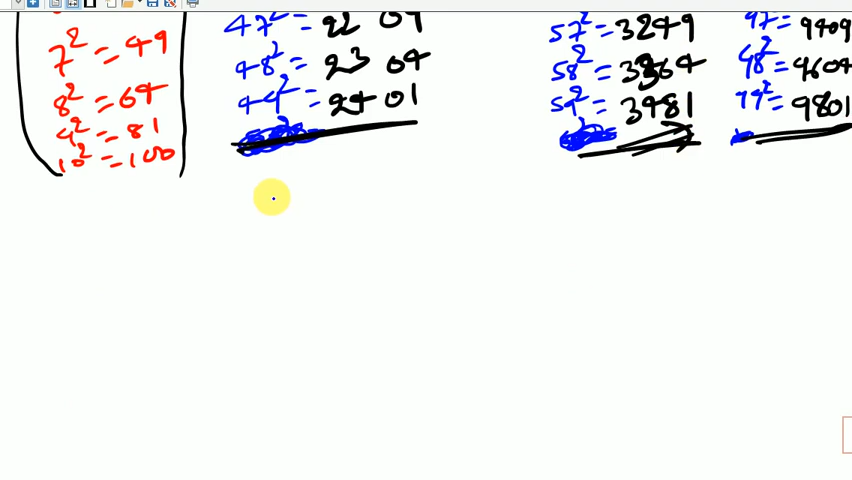 7² = 49
8² = 64
9² = 81
10² = 100
47² = 22 09
48² = 23 04
49² = 24 01
57² = 3249
58² = 3364
59² = 3481
97² = 9409
98² = 9604
99² = 9801